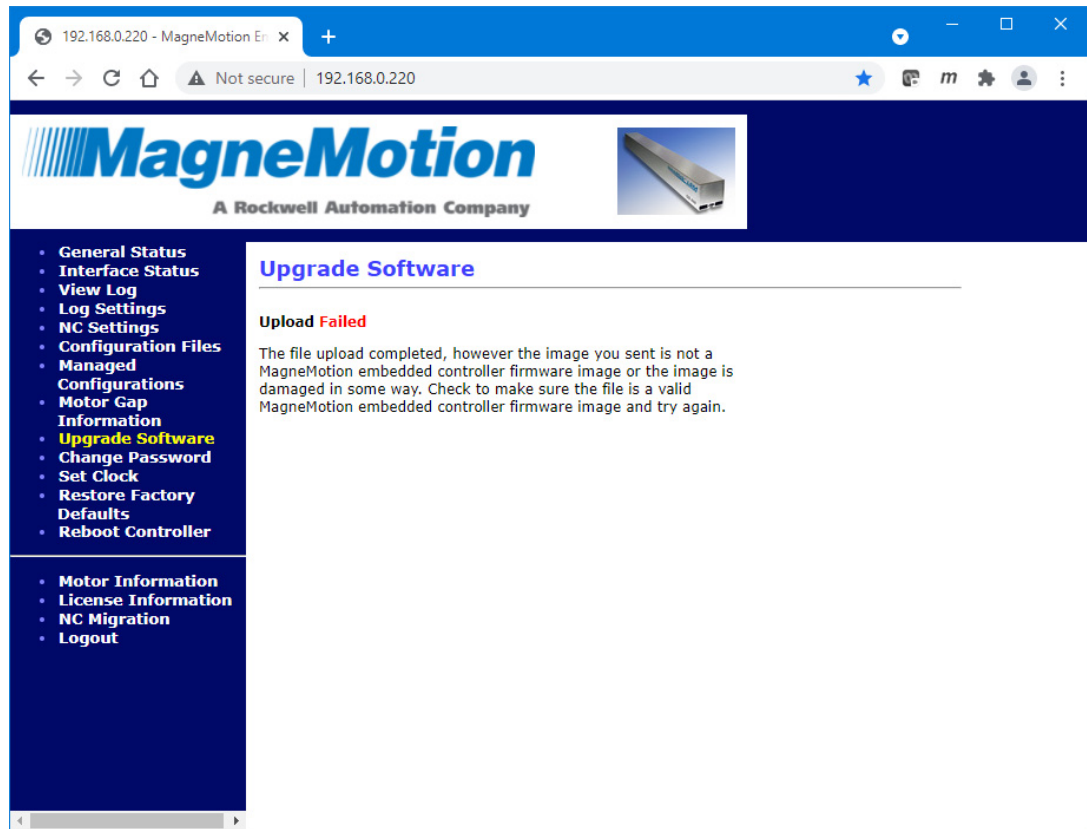 192.168.0.220 - MagneMotion En
Not secure | 192.168.0.220
m
MagneMotion
A Rockwell Automation Company
General Status
Interface Status
View Log
Log Settings
NC Settings
Configuration Files
Managed
Configurations
Motor Gap
Information
Upgrade Software
Change Password
Set Clock
Restore Factory
Defaults
Reboot Controller
Motor Information
License Information
NC Migration
Logout
Upgrade Software
Upload Failed
The file upload completed, however the image you sent is not a
MagneMotion embedded controller firmware image or the image is
damaged in some way. Check to make sure the file is a valid
MagneMotion embedded controller firmware image and try again.